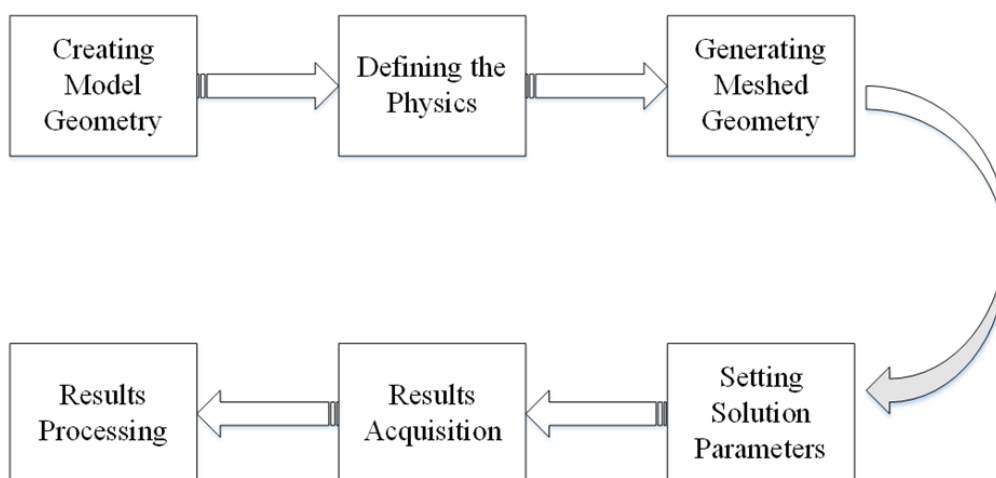 Creating
Model
Geometry
Defining the
Physics
Generating
Meshed
Geometry
Setting
Solution
Parameters
Results
Acquisition
Results
Processing